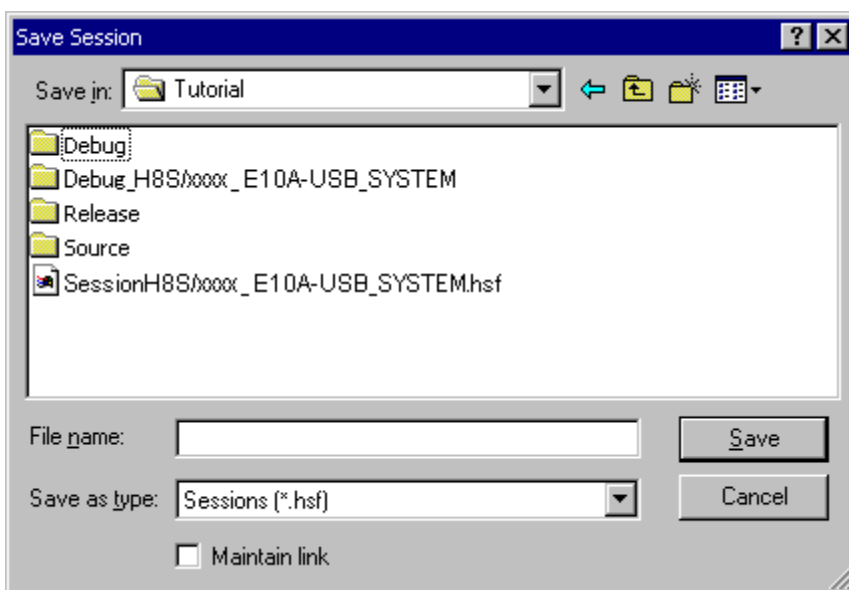 Save Session
Save in: Tutorial
Debug
Debug_H8S/xxxx_E10A-USB_SYSTEM
Release
Source
SessionH8S/xxxx_E10A-USB_SYSTEM.hsf
File name: Save
Save as type: Sessions (*.hsf) Cancel
Maintain link